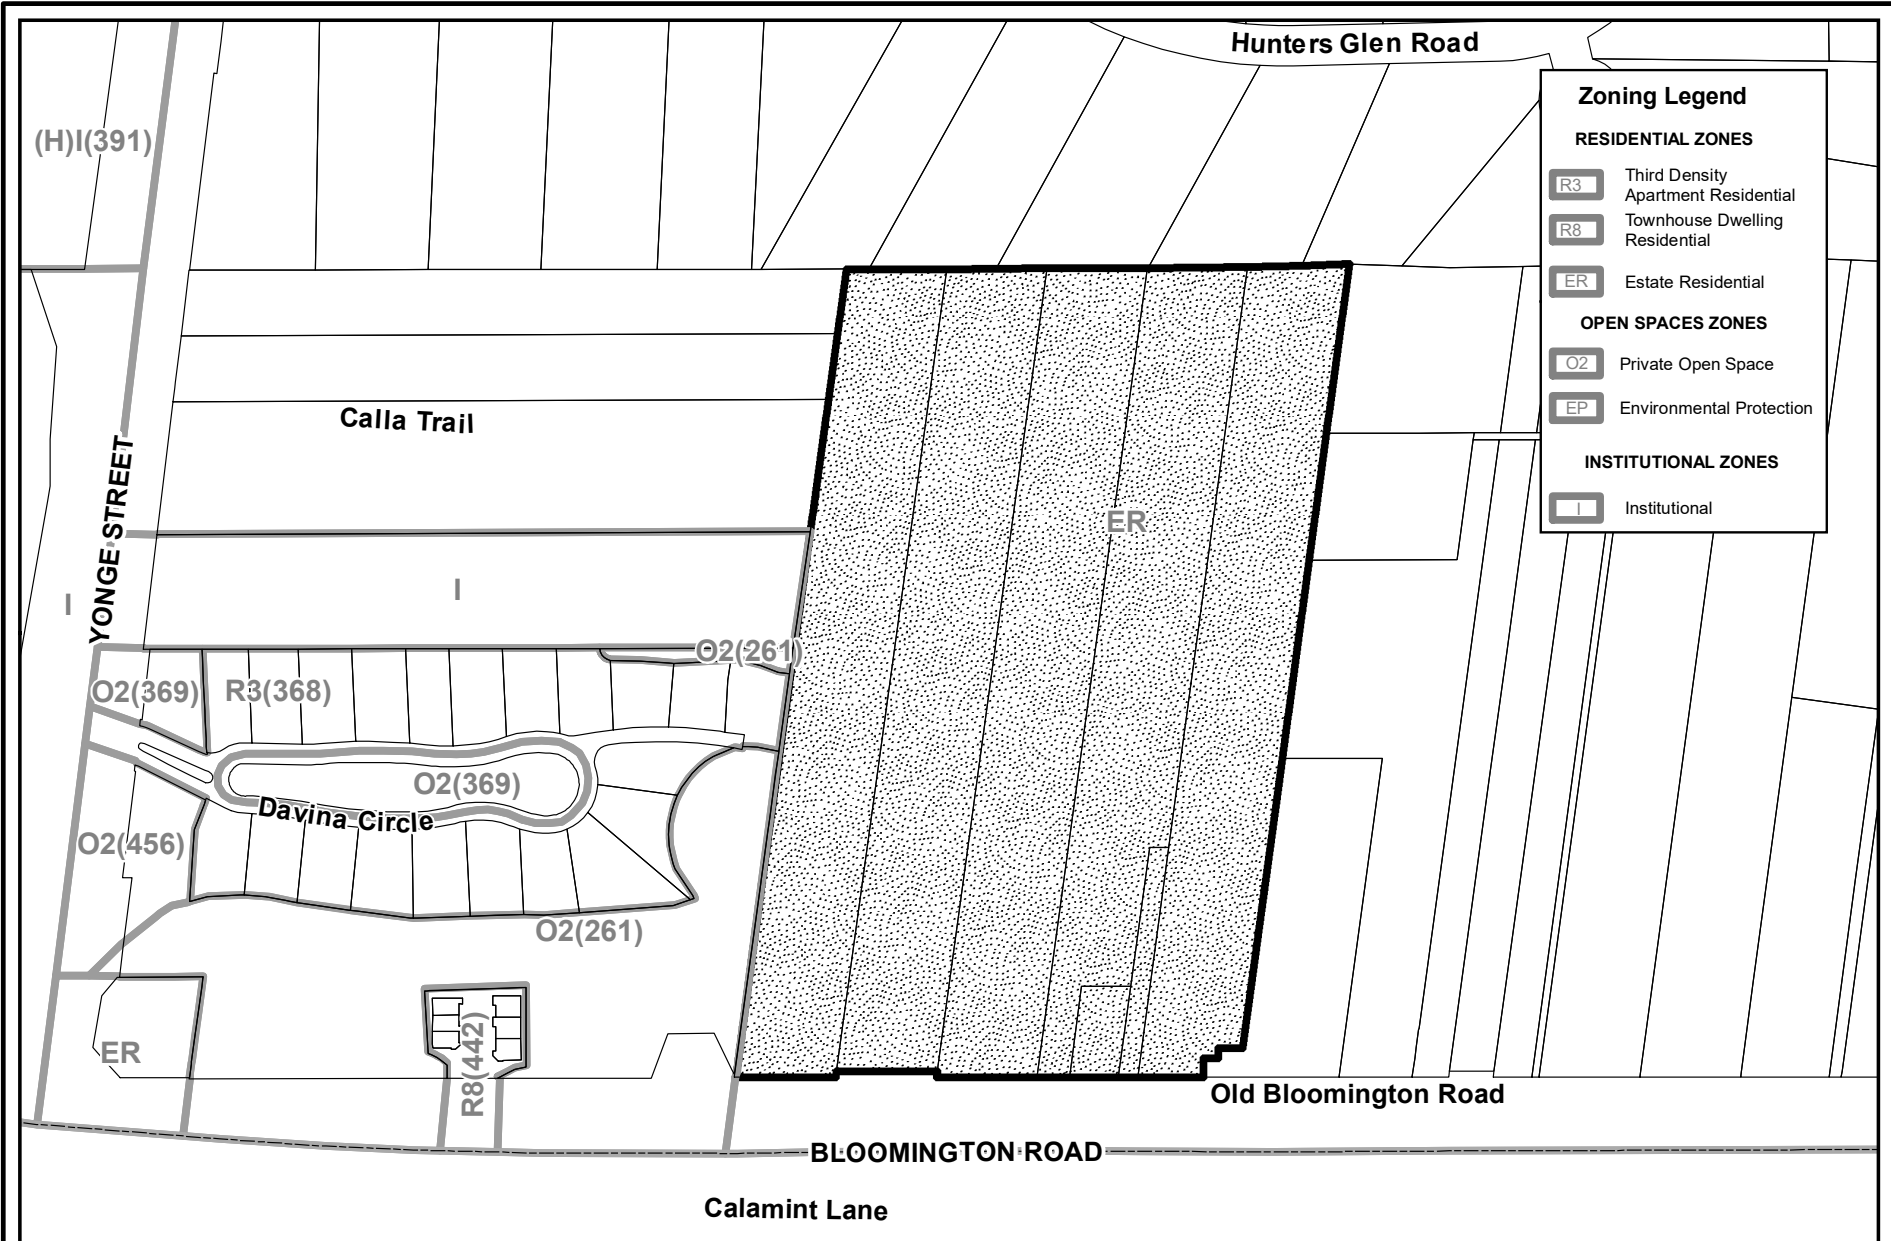 Hunters Glen Road
Zoning Legend
RESIDENTIAL ZONES
R3
Third Density
Apartment Residential
R8
Townhouse Dwelling
Residential
ER
Estate Residential
OPEN SPACES ZONES
O2
Private Open Space
EP
Environmental Protection
INSTITUTIONAL ZONES
I
Institutional
(H)I(391)
Calla Trail
YONGE STREET
ER
I
I
O2(261)
O2(369)
R3(368)
O2(369)
Davina Circle
O2(456)
O2(261)
ER
R8(442)
Old Bloomington Road
BLOOMINGTON ROAD
Calamint Lane